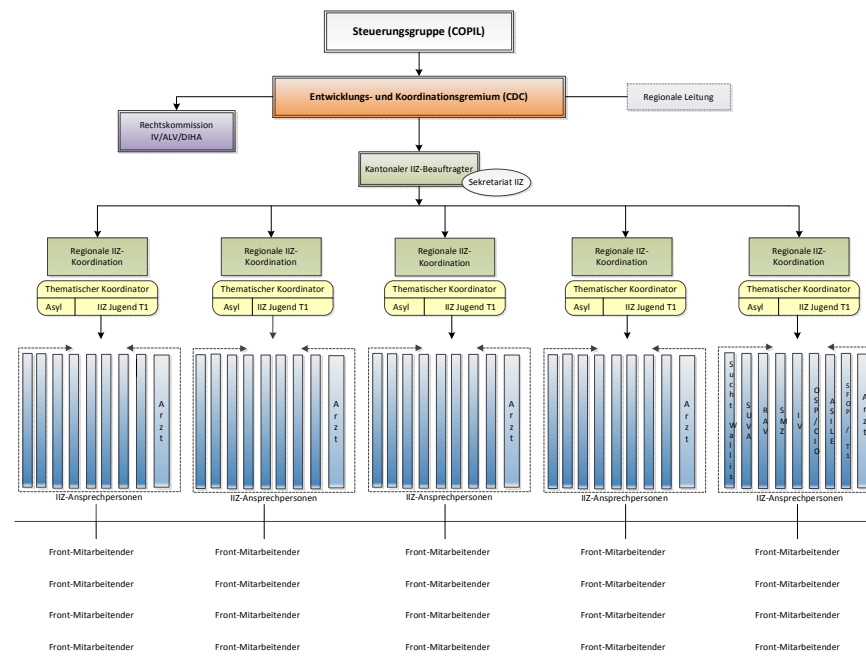 Steuerungsgruppe (COPIL)
Entwicklungs- und Koordinationsgremium (CDC)
Regionale Leitung
Rechtskommission
IV/ALV/DIHA
Kantonaler IIZ-Beauftragter
Sekretariat IIZ
Regionale IIZ-
Koordination
Regionale IIZ-
Koordination
Regionale IIZ-
Koordination
Regionale IIZ-
Koordination
Regionale IIZ-
Koordination
Thematischer Koordinator
Asyl IIZ Jugend T1
Thematischer Koordinator
Asyl IIZ Jugend T1
Thematischer Koordinator
Asyl IIZ Jugend T1
Thematischer Koordinator
Asyl IIZ Jugend T1
Thematischer Koordinator
Asyl IIZ Jugend T1
Arzt
Arzt
Arzt
Arzt
Sucht Wallis
SUVA
RAV
SMZ
IV
OSP/CIO
ASILE
SFOP / T1
Arzt
IIZ-Ansprechpersonen
IIZ-Ansprechpersonen
IIZ-Ansprechpersonen
IIZ-Ansprechpersonen
IIZ-Ansprechpersonen
Front-Mitarbeitender Front-Mitarbeitender Front-Mitarbeitender Front-Mitarbeitender Front-Mitarbeitender
Front-Mitarbeitender Front-Mitarbeitender Front-Mitarbeitender Front-Mitarbeitender Front-Mitarbeitender
Front-Mitarbeitender Front-Mitarbeitender Front-Mitarbeitender Front-Mitarbeitender Front-Mitarbeitender
Front-Mitarbeitender Front-Mitarbeitender Front-Mitarbeitender Front-Mitarbeitender Front-Mitarbeitender